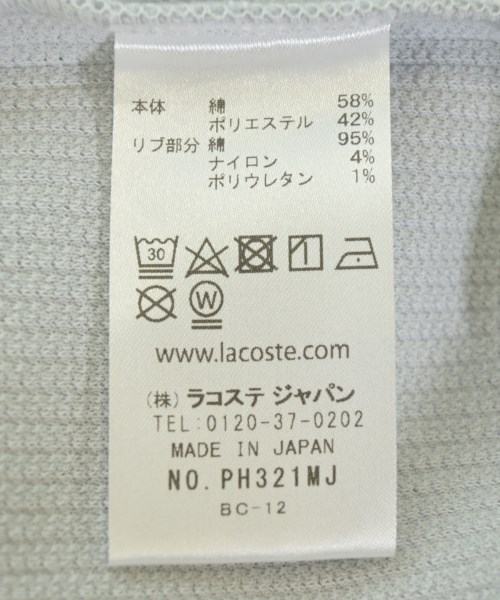 本体 綿 58%
ポリエステル 42%
リブ部分 綿 95%
ナイロン 4%
ポリウレタン 1%
30
W
www.lacoste.com
(株) ラコステ ジャパン
TEL:0120-37-0202
MADE IN JAPAN
NO. PH321MJ
BC-12